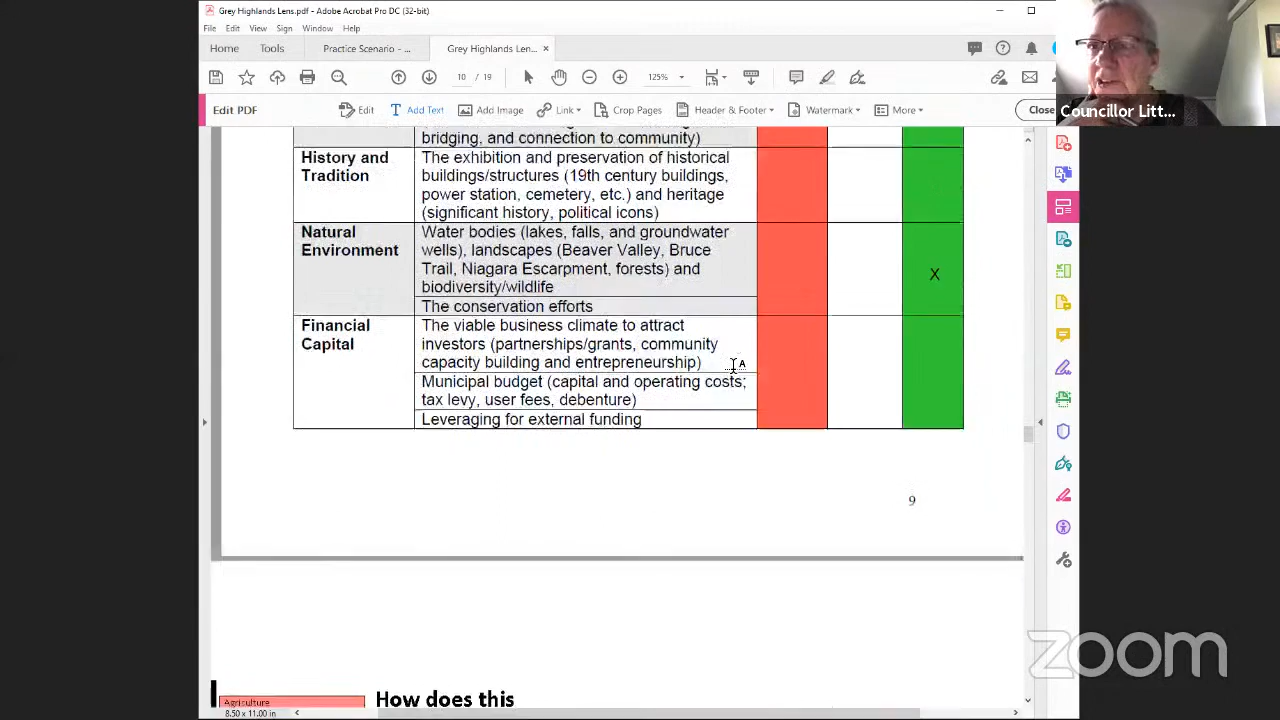 Grey Highlands Lens.pdf - Adobe Acrobat Pro DC (32-bit)
File Edit View Sign Window Help
Home Tools Practice Scenario - ... Grey Highlands Len... ×
10 / 19 125%
Edit PDF Edit Add Text Add Image Link Crop Pages Header & Footer Watermark More Close
Councillor Litt...
bridging, and connection to community)
History and
Tradition
The exhibition and preservation of historical
buildings/structures (19th century buildings,
power station, cemetery, etc.) and heritage
(significant history, political icons)
Natural
Environment
Water bodies (lakes, falls, and groundwater
wells), landscapes (Beaver Valley, Bruce
Trail, Niagara Escarpment, forests) and
biodiversity/wildlife
X
The conservation efforts
Financial
Capital
The viable business climate to attract
investors (partnerships/grants, community
capacity building and entrepreneurship)
Municipal budget (capital and operating costs;
tax levy, user fees, debenture)
Leveraging for external funding
9
zoom
Agriculture
How does this
8.50 x 11.00 in